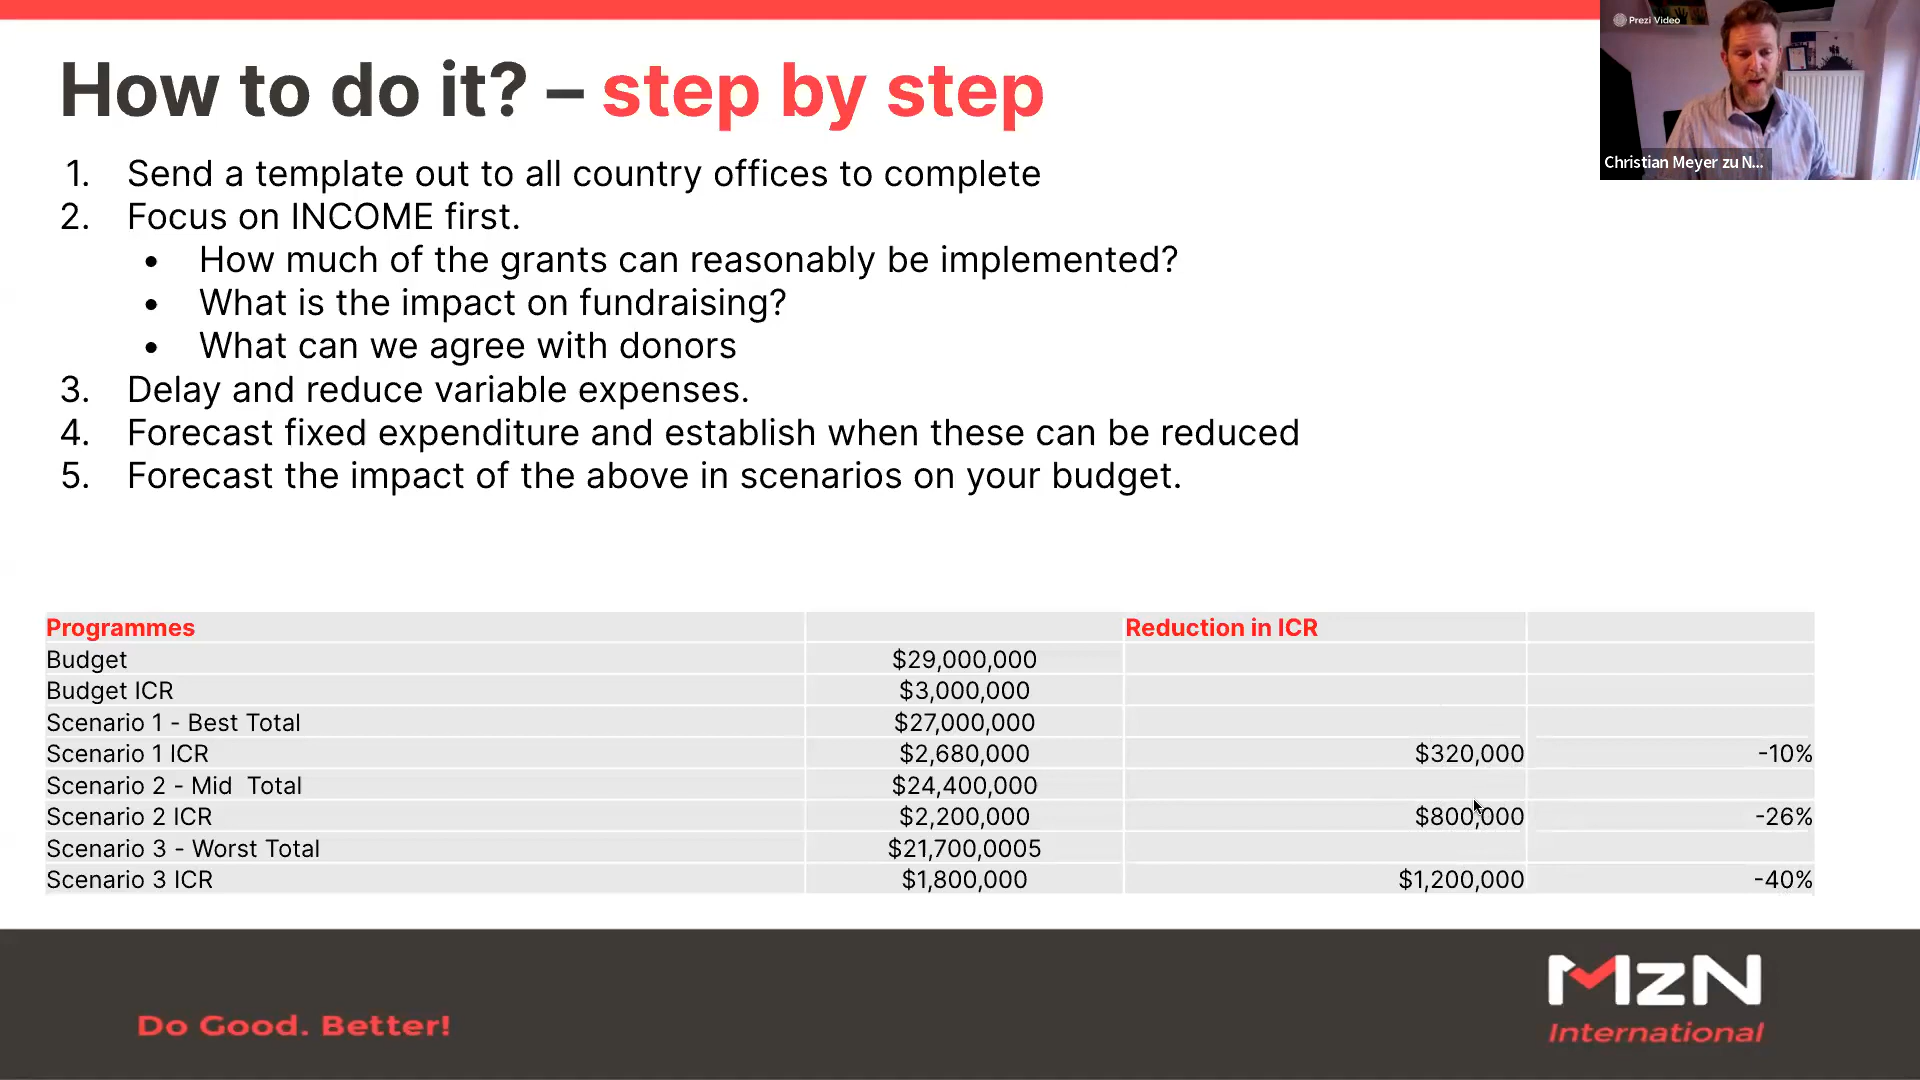 How to do it? – step by step
1. Send a template out to all country offices to complete
2. Focus on INCOME first.
• How much of the grants can reasonably be implemented?
• What is the impact on fundraising?
• What can we agree with donors
3. Delay and reduce variable expenses.
4. Forecast fixed expenditure and establish when these can be reduced
5. Forecast the impact of the above in scenarios on your budget.
Prezi Video
Christian Meyer zu N...
Programmes Reduction in ICR
Budget $29,000,000
Budget ICR $3,000,000
Scenario 1 - Best Total $27,000,000
Scenario 1 ICR $2,680,000 $320,000 -10%
Scenario 2 - Mid  Total $24,400,000
Scenario 2 ICR $2,200,000 $800,000 -26%
Scenario 3 - Worst Total $21,700,0005
Scenario 3 ICR $1,800,000 $1,200,000 -40%
Do Good. Better!
MzN
International